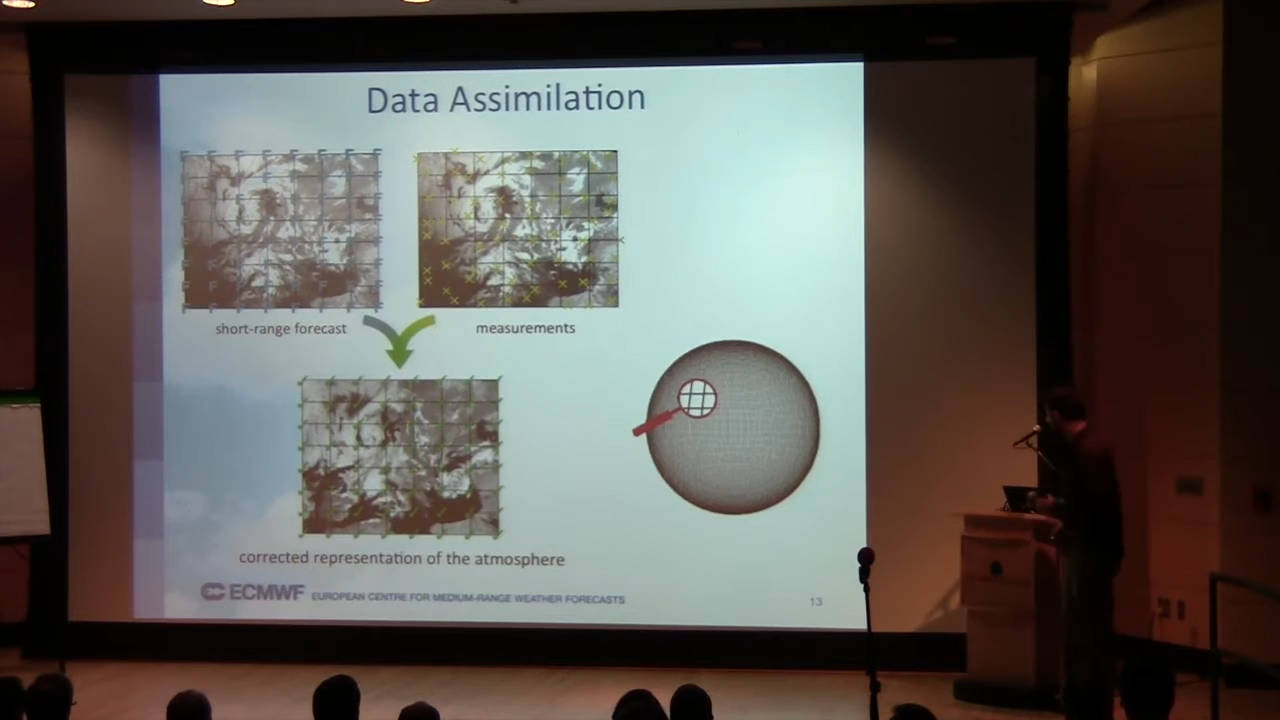 Data Assimilation
short-range forecast
measurements
corrected representation of the atmosphere
ECMWF EUROPEAN CENTRE FOR MEDIUM-RANGE WEATHER FORECASTS
13